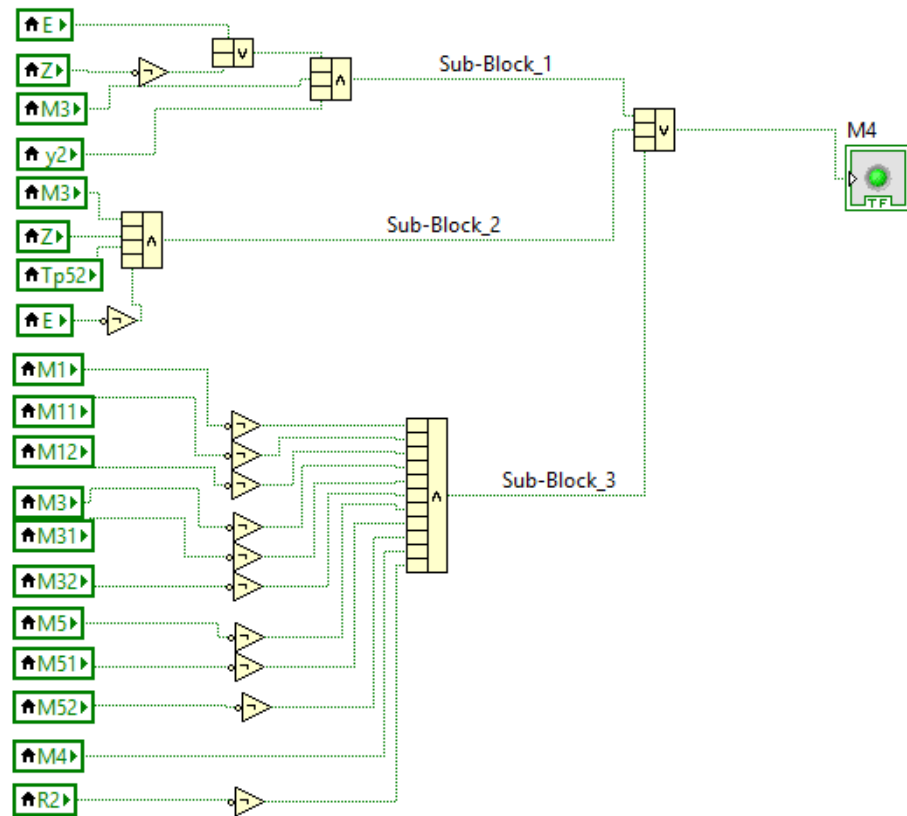 E
Z
M3
y2
Sub-Block_1
M4
TF
M3
Z
Tp52
E
Sub-Block_2
M1
M11
M12
M3
M31
M32
M5
M51
M52
M4
R2
Sub-Block_3